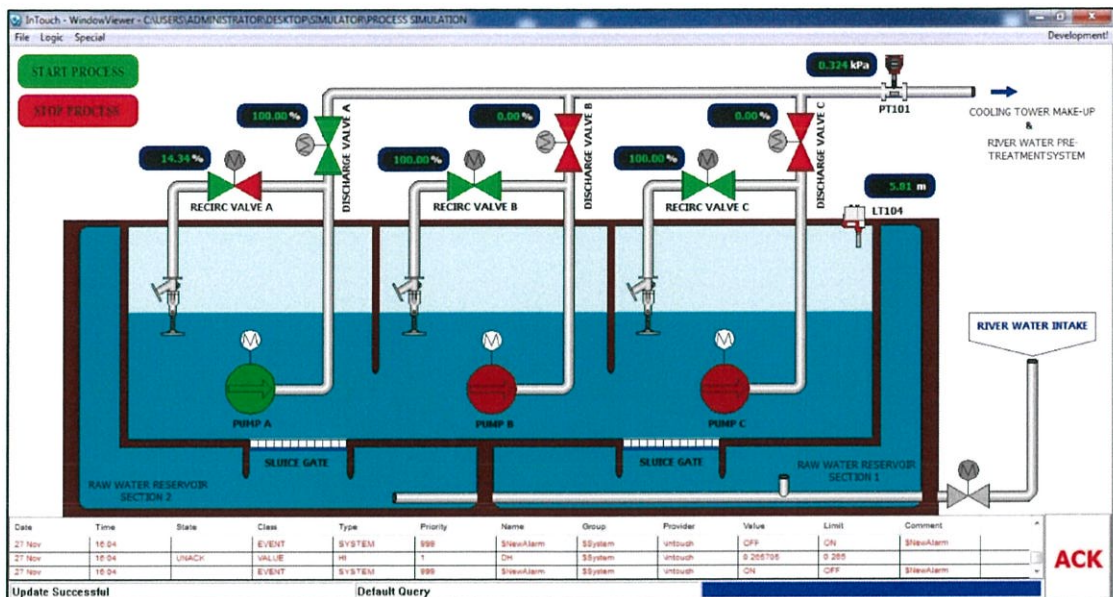 InTouch - WindowViewer - C:\USERS\ADMINISTRATOR\DESKTOP\SIMULATOR\PROCESS SIMULATION
File Logic Special Development!
START PROCESS
STOP PROCESS
0.324 kPa
PT101
COOLING TOWER MAKE-UP
&
RIVER WATER PRE-
TREATMENTSYSTEM
100.00 %
DISCHARGE VALVE A
0.00 %
DISCHARGE VALVE B
0.00 %
DISCHARGE VALVE C
14.34 %
M
RECIRC VALVE A
100.00 %
M
RECIRC VALVE B
100.00 %
M
RECIRC VALVE C
5.81 m
LT104
RIVER WATER INTAKE
M
PUMP A
M
PUMP B
M
PUMP C
SLUICE GATE
SLUICE GATE
RAW WATER RESERVOIR
SECTION 2
RAW WATER RESERVOIR
SECTION 1
M
Date Time State Class Type Priority Name Group Provider Value Limit Comment
27 Nov 16:04 EVENT SYSTEM 999 $NewAlarm $System \intouch OFF ON $NewAlarm
27 Nov 16:04 UNACK VALUE HI 1 DH $System \intouch 0.265
27 Nov 16:04 EVENT SYSTEM 999 $NewAlarm $System \intouch ON OFF $NewAlarm
ACK
Update Successful Default Query